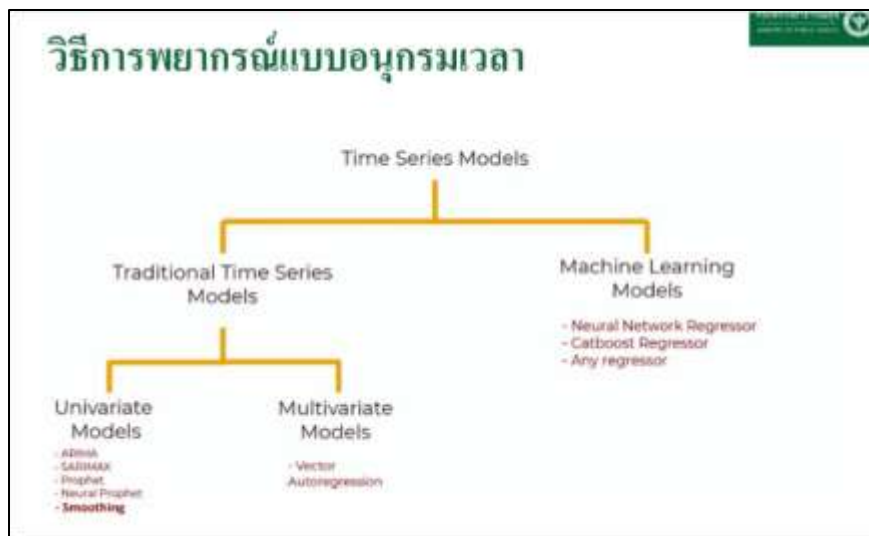 วิธีการพยากรณ์แบบอนุกรมเวลา
Time Series Models
Traditional Time Series
Models
Machine Learning
Models
- Neural Network Regressor
- Catboost Regressor
- Any regressor
Univariate
Models
Multivariate
Models
- ARIMA
- SARIMAX
- Prophet
- Neural Prophet
- Smoothing
- Vector
Autoregression